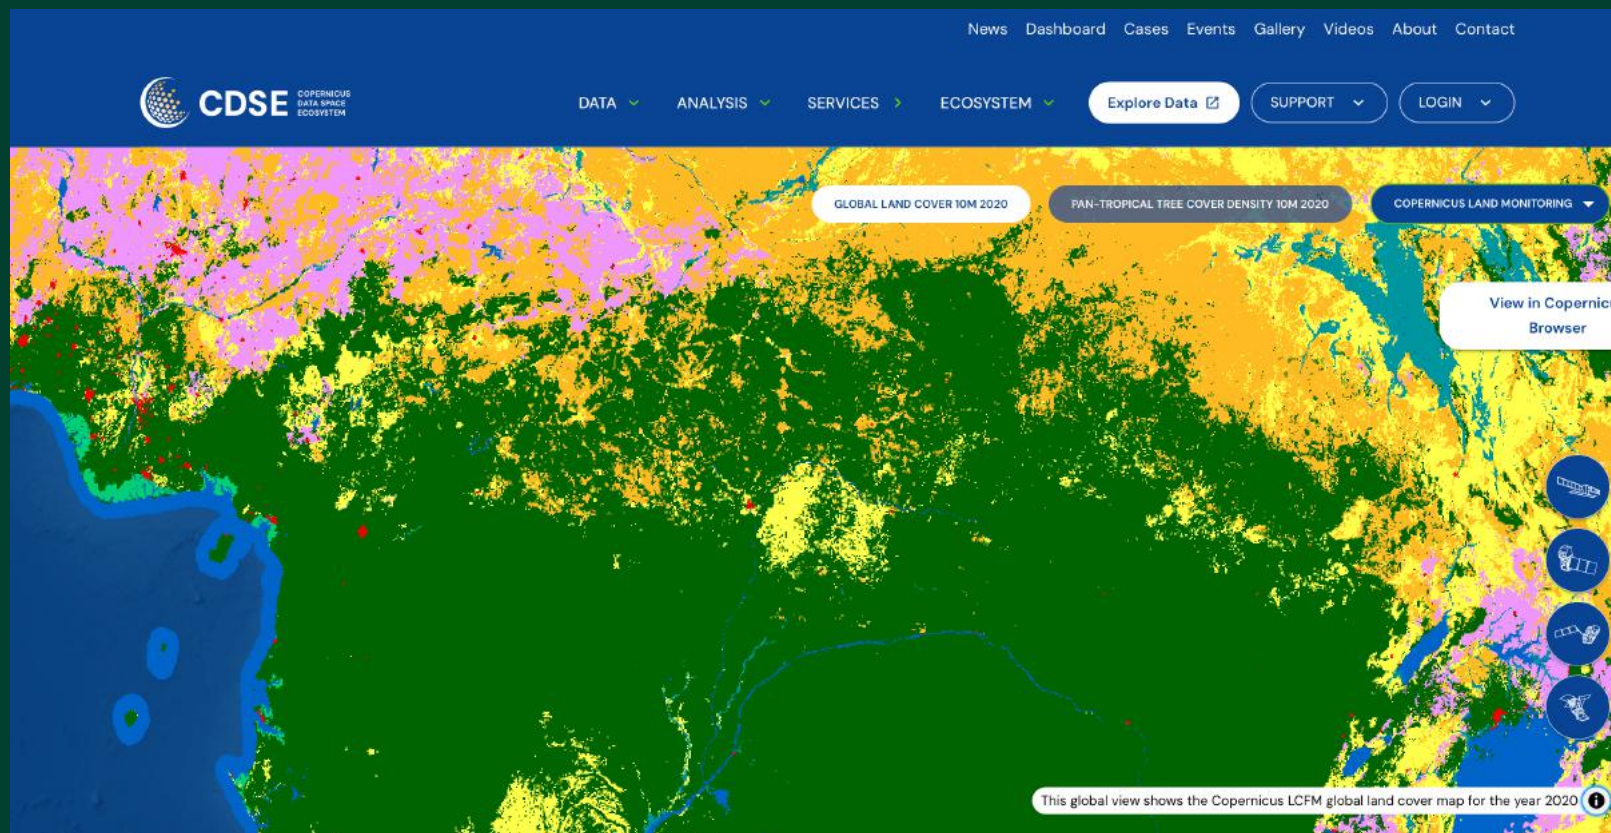 News Dashboard Cases Events Gallery Videos About Contact
CDSE
COPERNICUS
DATA SPACE
ECOSYSTEM
DATA ANALYSIS SERVICES ECOSYSTEM Explore Data SUPPORT LOGIN
GLOBAL LAND COVER 10M 2020 PAN-TROPICAL TREE COVER DENSITY 10M 2020 COPERNICUS LAND MONITORING
View in Copernic
Browser
This global view shows the Copernicus LCFM global land cover map for the year 2020